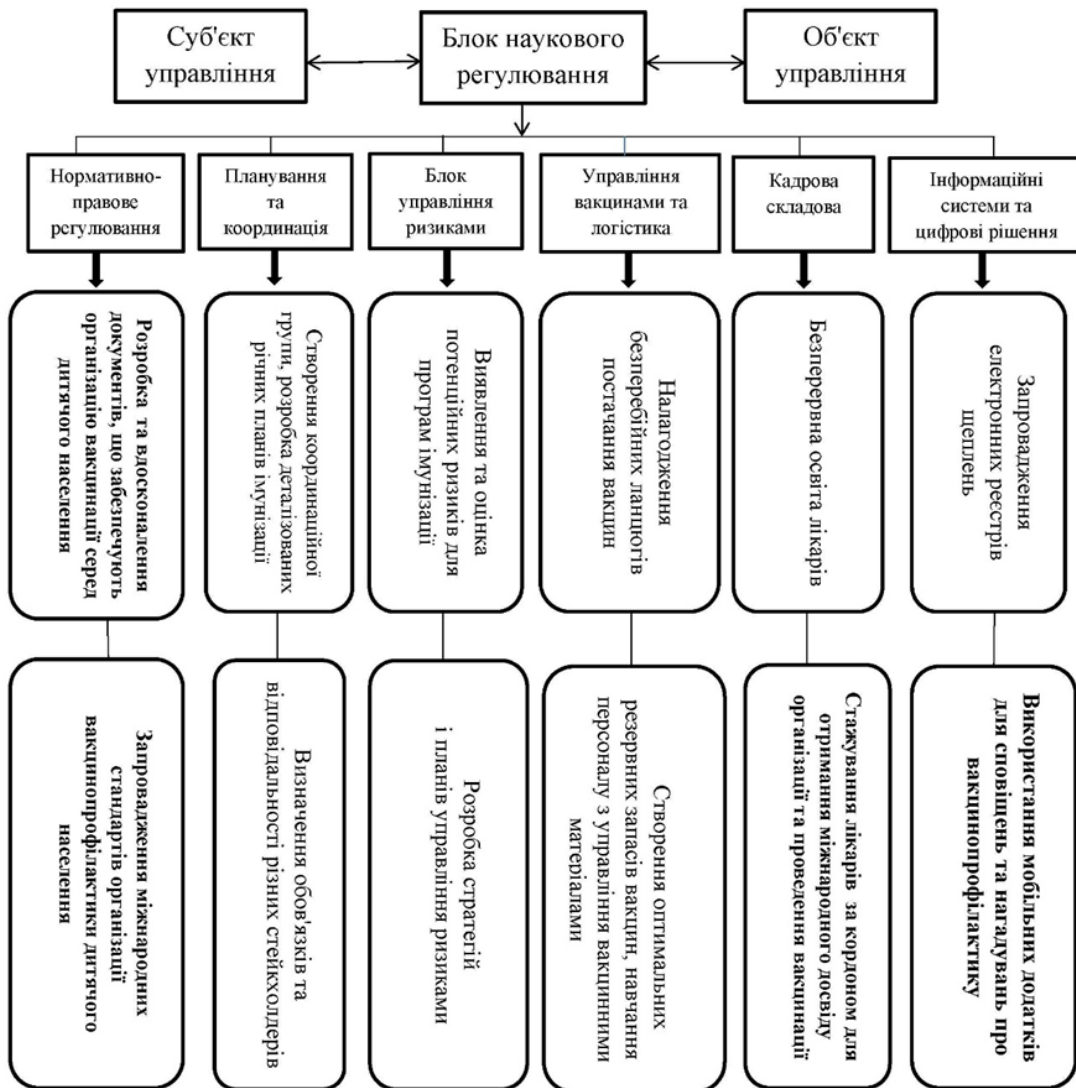 Суб'єкт
управління
Блок наукового
регулювання
Об'єкт
управління
Нормативно-
правове
регулювання
Планування
та
координація
Блок
управління
ризиками
Управління
вакцинами та
логістика
Кадрова
складова
Інформаційні
системи та
цифрові рішення
Розробка та вдосконалення
документів, що забезпечують
організацію вакцинації серед
дитячого населення
Створення координаційної
групи, розробка деталізованих
річних планів імунізації
Виявлення та оцінка
потенційних ризиків для
програм імунізації
Налагодження
безперебійних ланцюгів
постачання вакцин
Безперервна освіта лікарів
Запровадження
електронних реєстрів
щеплень
Запровадження міжнародних
стандартів організації
вакцинопрофілактики дитячого
населення
Визначення обов'язків та
відповідальності різних стейкхолдерів
Розробка стратегій
і планів управління ризиками
Створення оптимальних
резервних запасів вакцин, навчання
персоналу з управління вакцинними
матеріалами
Стажування лікарів за кордоном для
отримання міжнародного досвіду
організації та проведення вакцинації
Використання мобільних додатків
для сповіщень та нагадувань про
вакцинопрофілактику